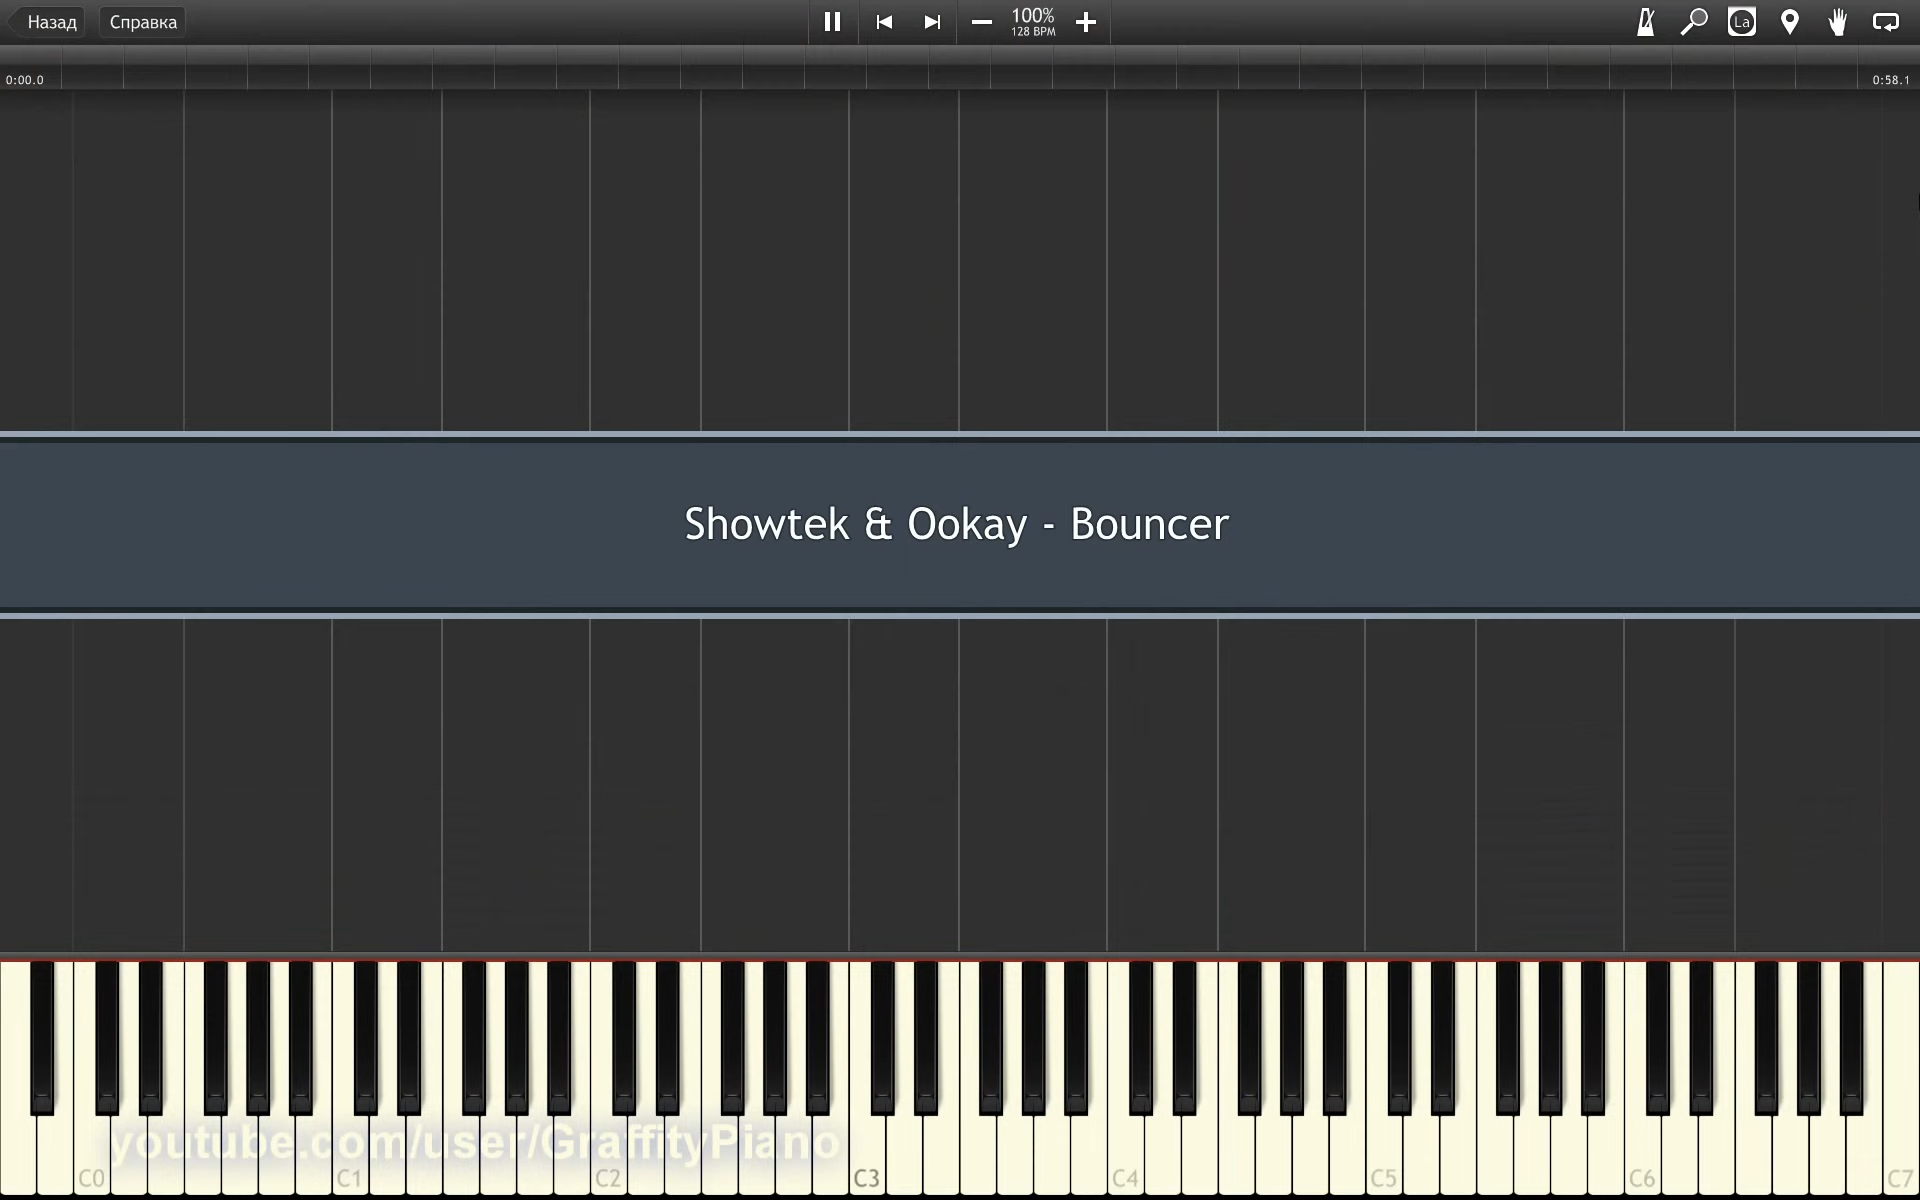 Назад Справка
100%
128 BPM
La
0:00.0 0:58.1
Showtek & Ookay - Bouncer
youtube.com/user/GraffityPiano
C0 C1 C2 C3 C4 C5 C6 C7